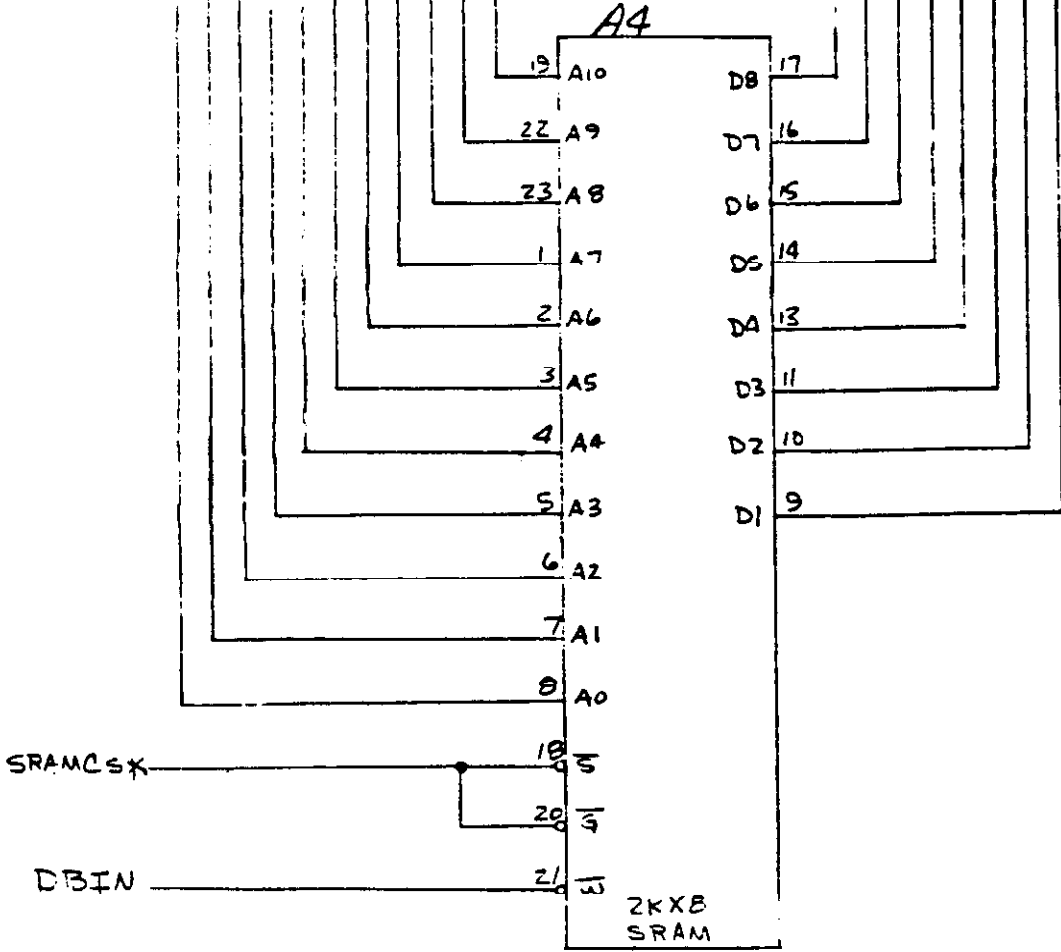 A4
19 A10 D8 17
22 A9 D7 16
23 A8 D6 15
1 A7 D5 14
2 A6 D4 13
3 A5 D3 11
4 A4 D2 10
5 A3 D1 9
6 A2
7 A1
8 A0
SRAMCS* 18 S̅
20 G̅
DBIN 21 W̅
2KX8
SRAM